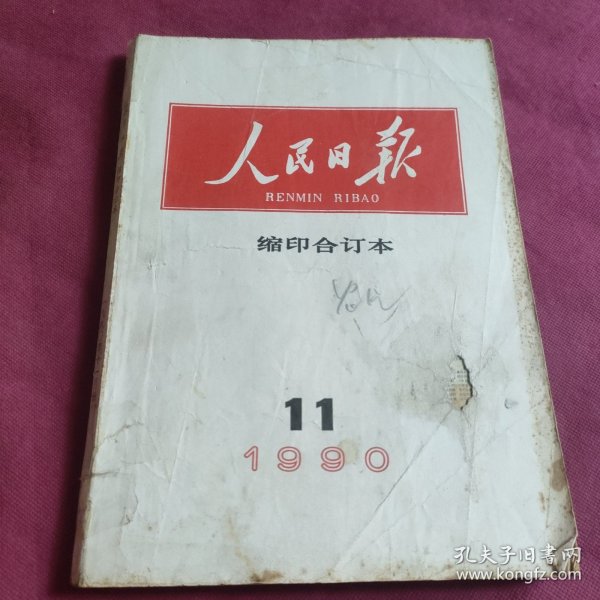 人民日报
RENMIN RIBAO
缩印合订本
11
1990
孔夫子旧书网
www.kongfz.com